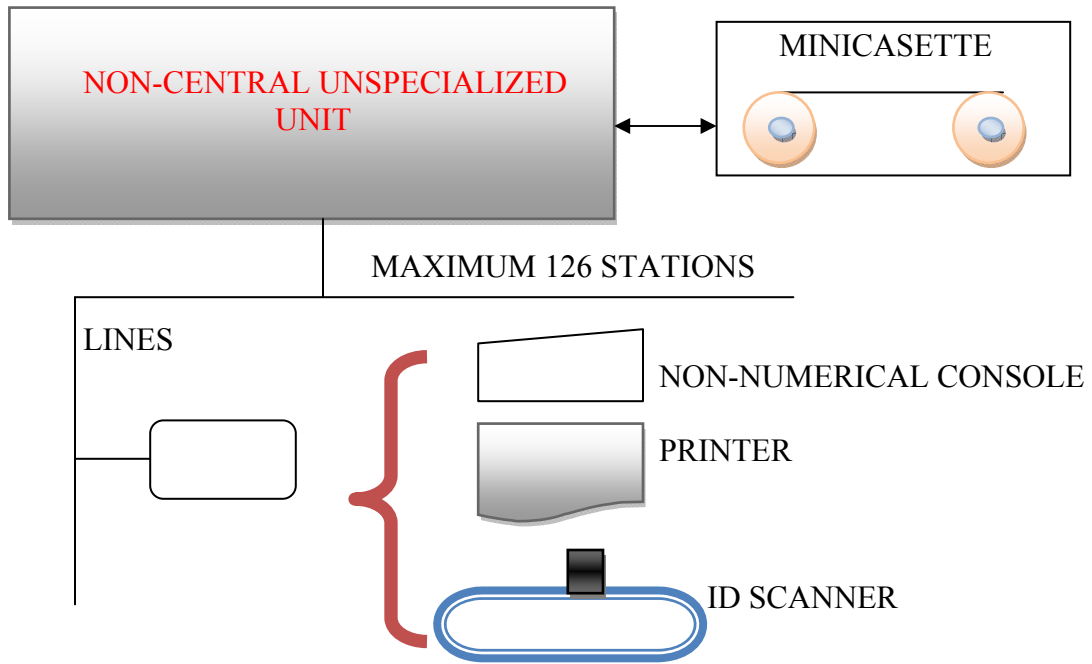 NON-CENTRAL UNSPECIALIZED
UNIT
MINICASETTE
MAXIMUM 126 STATIONS
LINES
NON-NUMERICAL CONSOLE
PRINTER
ID SCANNER